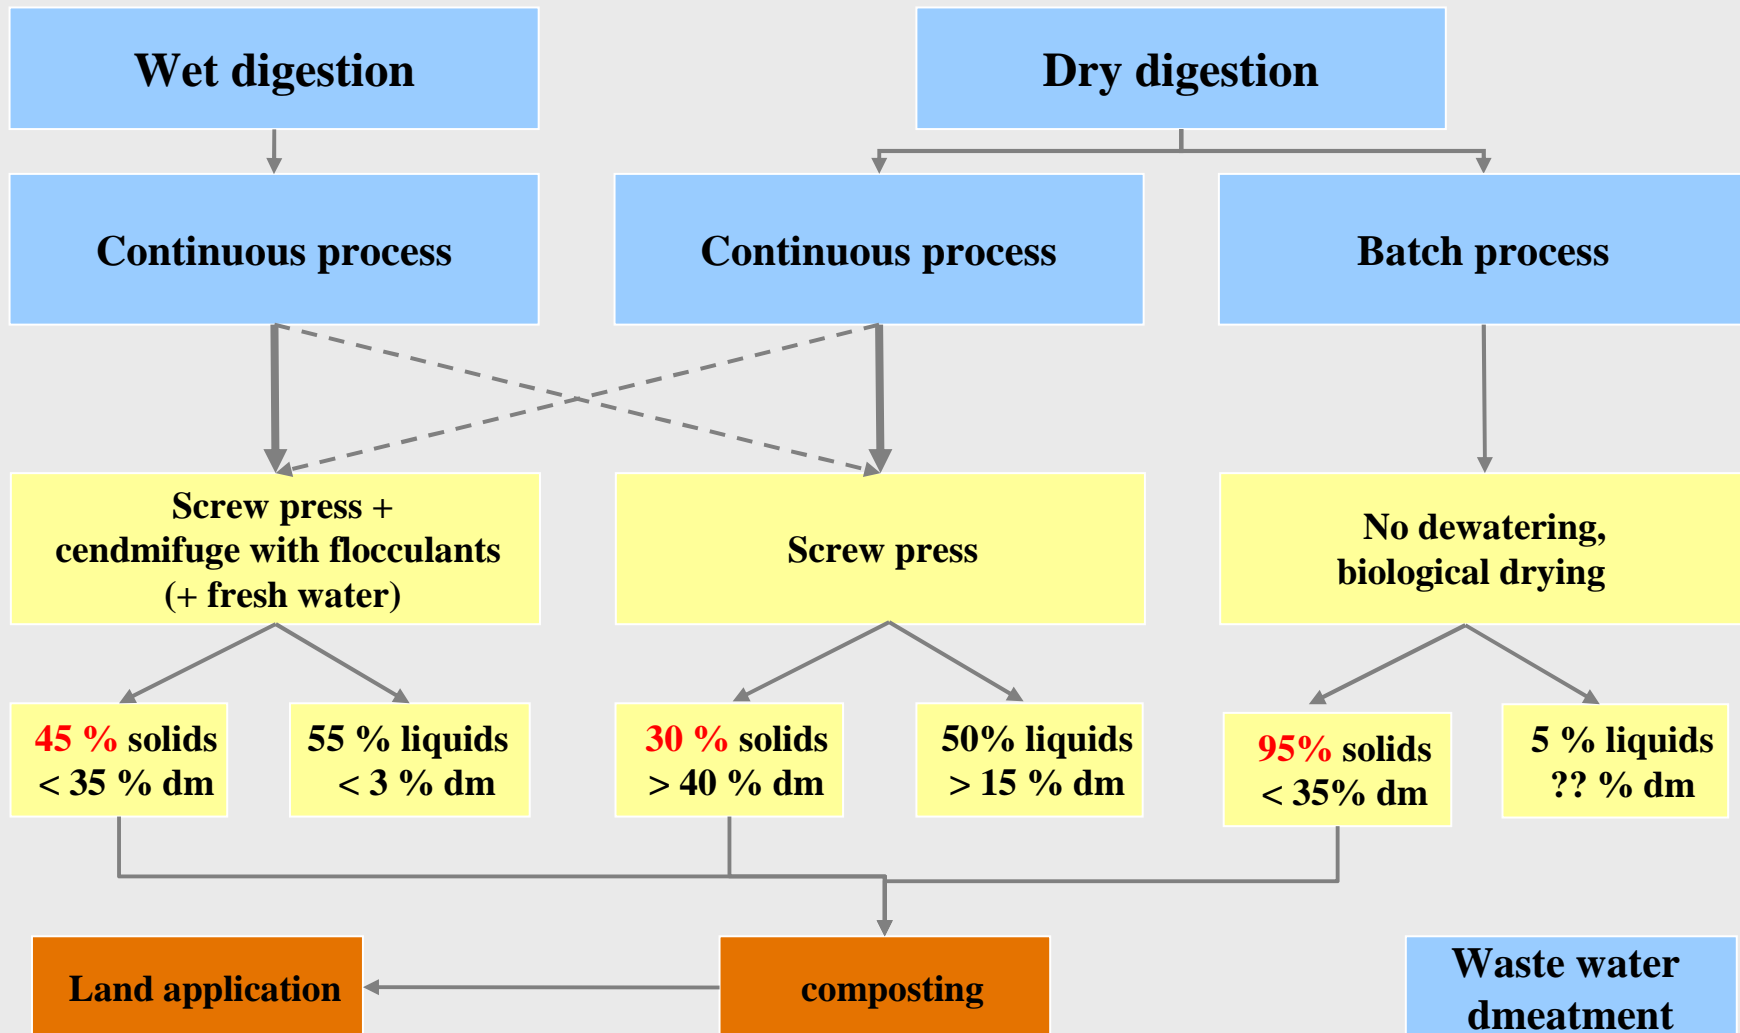 Wet digestion
Dry digestion
Continuous process
Continuous process
Batch process
Screw press +
cendmifuge with flocculants
(+ fresh water)
Screw press
No dewatering,
biological drying
45 % solids
< 35 % dm
55 % liquids
< 3 % dm
30 % solids
> 40 % dm
50% liquids
> 15 % dm
95% solids
< 35% dm
5 % liquids
?? % dm
Land application
composting
Waste water
dmeatment